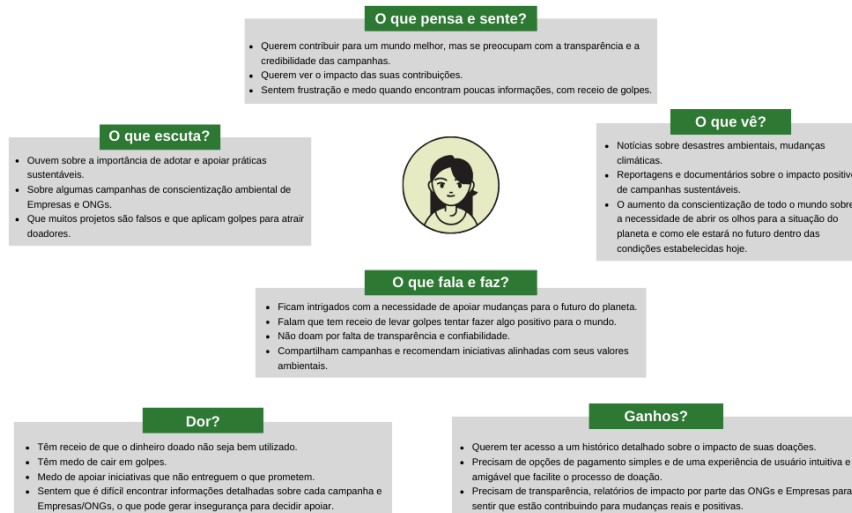 O que pensa e sente?
• Querem contribuir para um mundo melhor, mas se preocupam com a transparência e a
credibilidade das campanhas.
• Querem ver o impacto das suas contribuições.
• Sentem frustração e medo quando encontram poucas informações, com receio de golpes.
O que escuta?
• Ouvem sobre a importância de adotar e apoiar práticas
sustentáveis.
• Sobre algumas campanhas de conscientização ambiental de
Empresas e ONGs.
• Que muitos projetos são falsos e que aplicam golpes para atrair
doadores.
O que vê?
• Notícias sobre desastres ambientais, mudanças
climáticas.
• Reportagens e documentários sobre o impacto positivo
de campanhas sustentáveis.
• O aumento da conscientização de todo o mundo sobre
a necessidade de abrir os olhos para a situação do
planeta e como ele estará no futuro dentro das
condições estabelecidas hoje.
O que fala e faz?
• Ficam intrigados com a necessidade de apoiar mudanças para o futuro do planeta.
• Falam que tem receio de levar golpes tentar fazer algo positivo para o mundo.
• Não doam por falta de transparência e confiabilidade.
• Compartilham campanhas e recomendam iniciativas alinhadas com seus valores
ambientais.
Dor?
• Têm receio de que o dinheiro doado não seja bem utilizado.
• Têm medo de cair em golpes.
• Medo de apoiar iniciativas que não entreguem o que prometem.
• Sentem que é difícil encontrar informações detalhadas sobre cada campanha e
Empresas/ONGs, o que pode gerar insegurança para decidir apoiar.
Ganhos?
• Querem ter acesso a um histórico detalhado sobre o impacto de suas doações.
• Precisam de opções de pagamento simples e de uma experiência de usuário intuitiva e
amigável que facilite o processo de doação.
• Precisam de transparência, relatórios de impacto por parte das ONGs e Empresas para
sentir que estão contribuindo para mudanças reais e positivas.